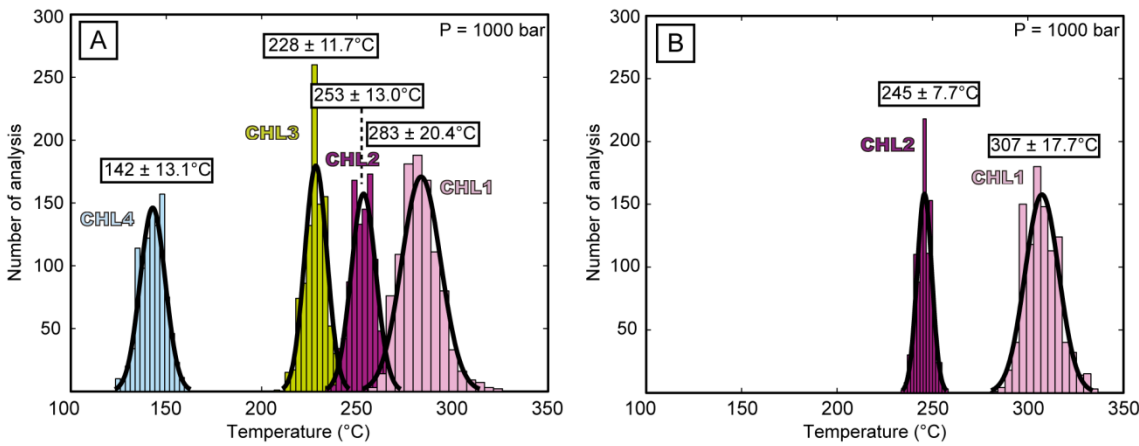 A
P = 1000 bar
228 ± 11.7°C
253 ± 13.0°C
283 ± 20.4°C
142 ± 13.1°C
CHL3
CHL2
CHL1
CHL4
Number of analysis
300
250
200
150
100
50
100 150 200 250 300 350
Temperature (°C)
B
P = 1000 bar
245 ± 7.7°C
307 ± 17.7°C
CHL2
CHL1
Number of analysis
300
250
200
150
100
50
100 150 200 250 300 350
Temperature (°C)